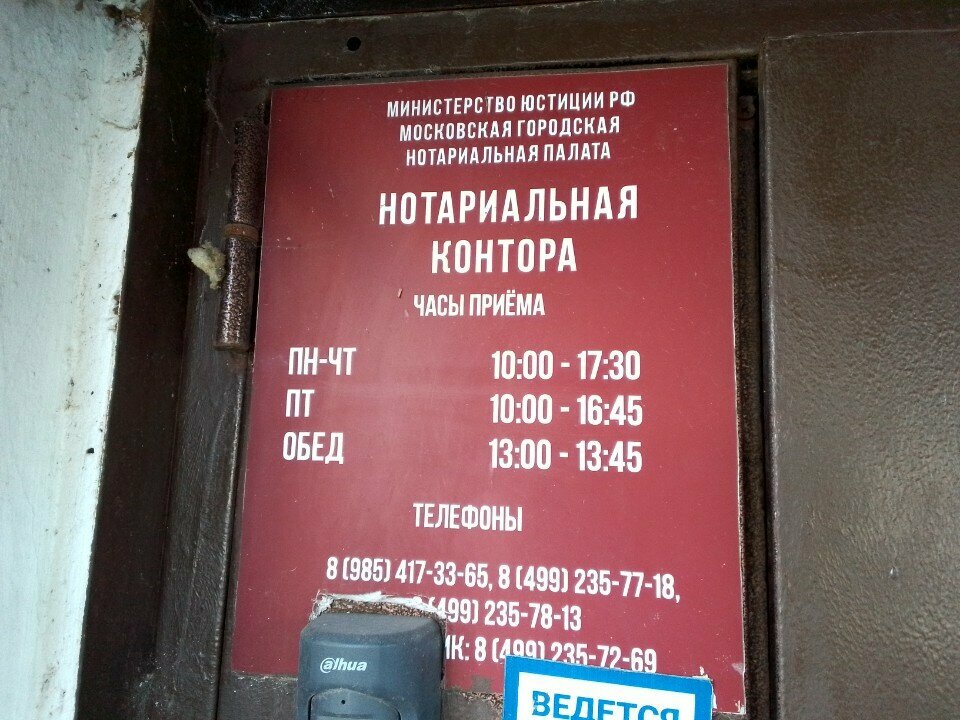 МИНИСТЕРСТВО ЮСТИЦИИ РФ
МОСКОВСКАЯ ГОРОДСКАЯ
НОТАРИАЛЬНАЯ ПАЛАТА
НОТАРИАЛЬНАЯ
КОНТОРА
ЧАСЫ ПРИЁМА
ПН-ЧТ 10:00 - 17:30
ПТ 10:00 - 16:45
ОБЕД 13:00 - 13:45
ТЕЛЕФОНЫ
8 (985) 417-33-65, 8 (499) 235-77-18,
499) 235-78-13
8 (499) 235-72-69
alhua
ВЕДЕТСЯ